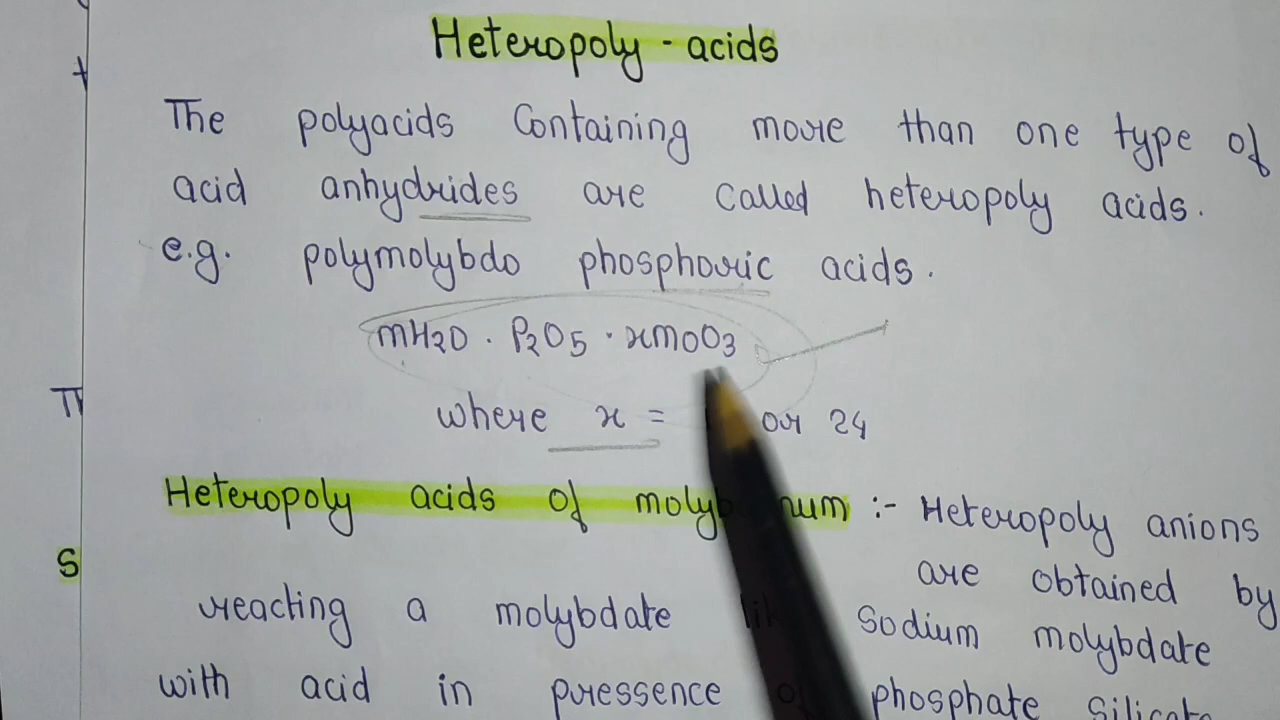 Heteropoly - acids
The polyacids Containing more than one type of
acid anhydrides are called heteropoly acids.
e.g. polymolybdo phosphoric acids.
mH2O . P2O5 . xMoO3
where x = or 24
Heteropoly acids of :- Heteropoly anions
are obtained by
reacting a molybdate sodium molybdate
with acid in puressence phosphate